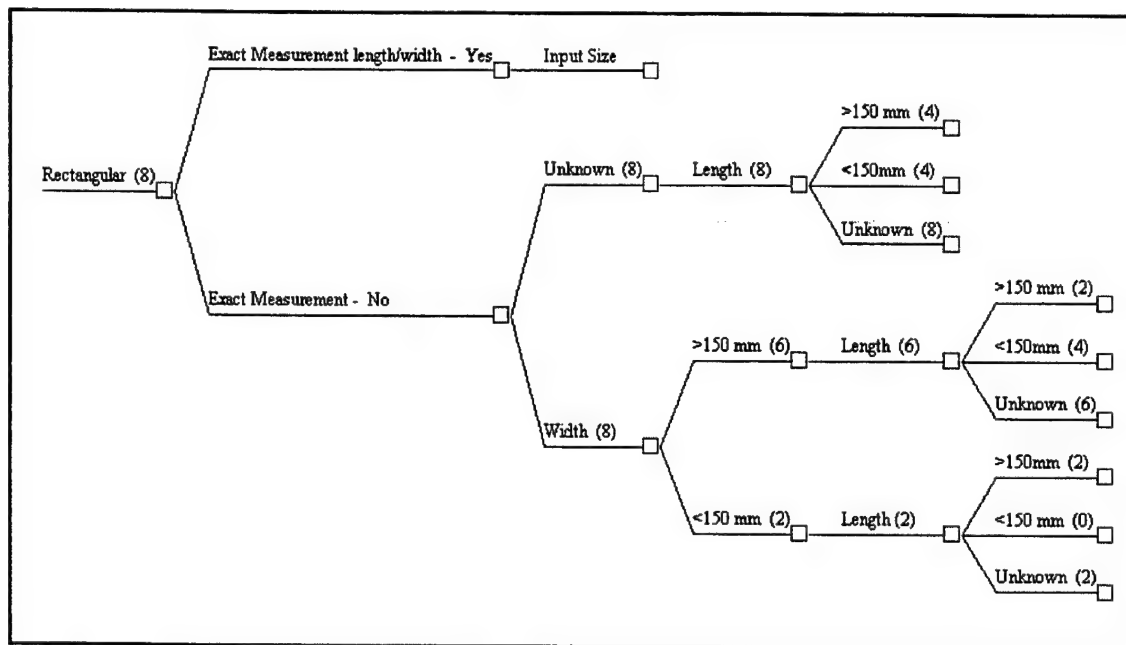 Exact Measurement length/width - Yes
Input Size
Rectangular (8)
Unknown (8)
Length (8)
>150 mm (4)
<150mm (4)
Unknown (8)
Exact Measurement - No
Width (8)
>150 mm (6)
Length (6)
>150 mm (2)
<150mm (4)
Unknown (6)
<150 mm (2)
Length (2)
>150mm (2)
<150 mm (0)
Unknown (2)